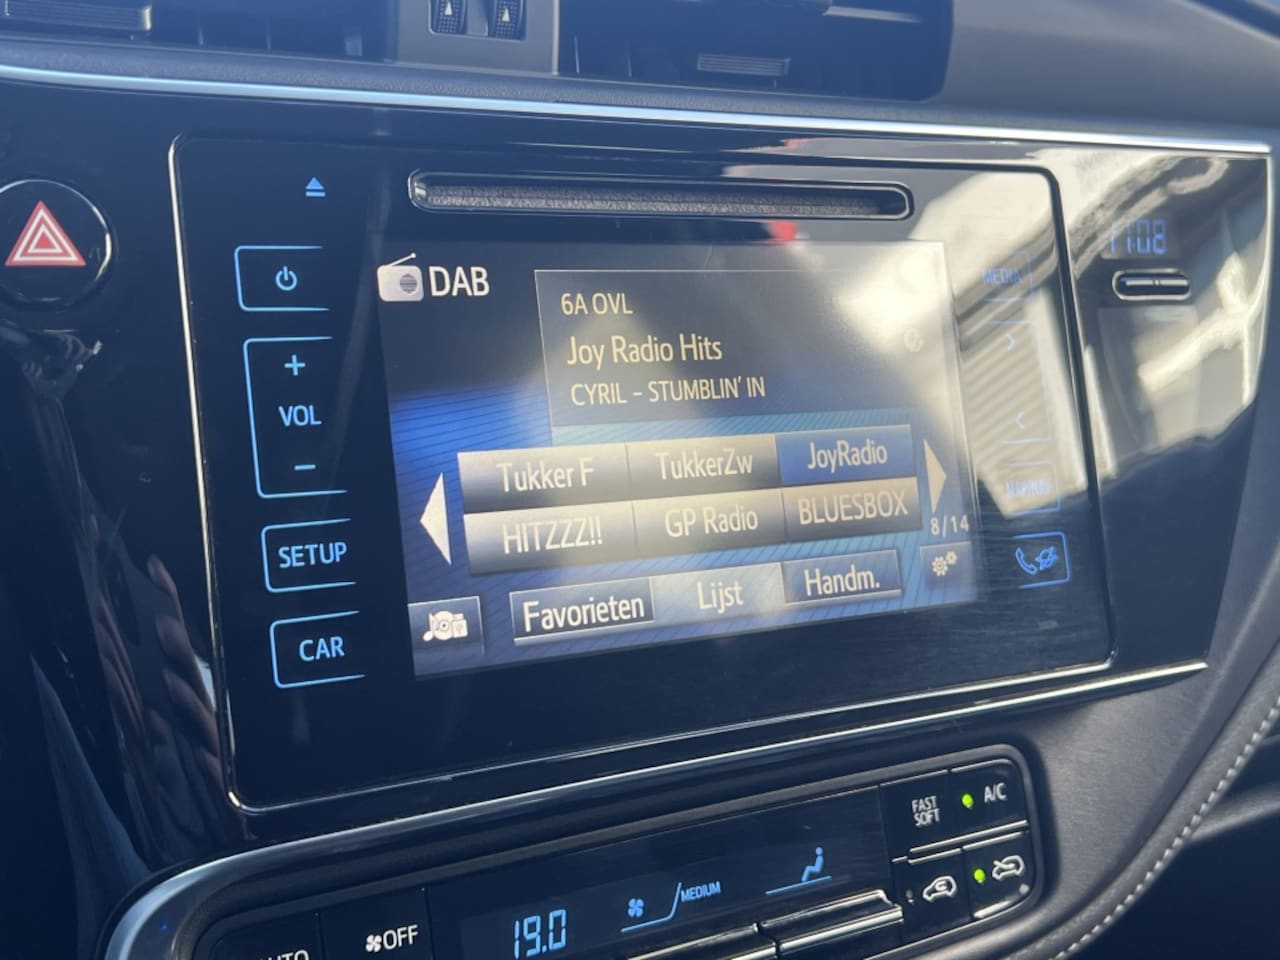 DAB
6A OVL
Joy Radio Hits
CYRIL - STUMBLIN' IN
Tukker F
TukkerZw
JoyRadio
HITZZZ!!
GP Radio
BLUESBOX
8/14
Favorieten
Lijst
Handm.
+
VOL
-
SETUP
CAR
MEDIA
FAST
SOFT
A/C
MEDIUM
19.0
OFF